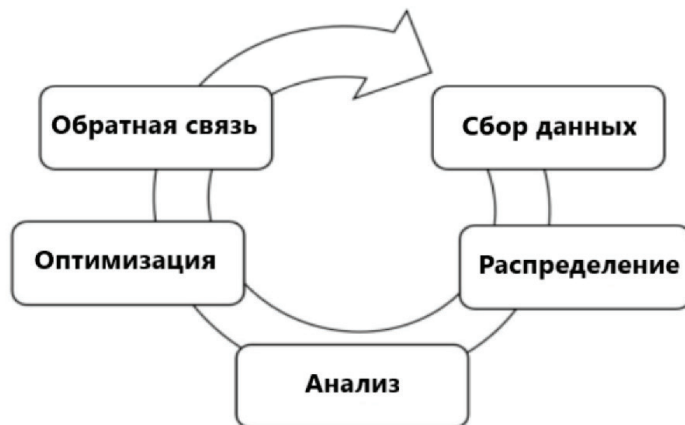 Обратная связь
Сбор данных
Оптимизация
Распределение
Анализ